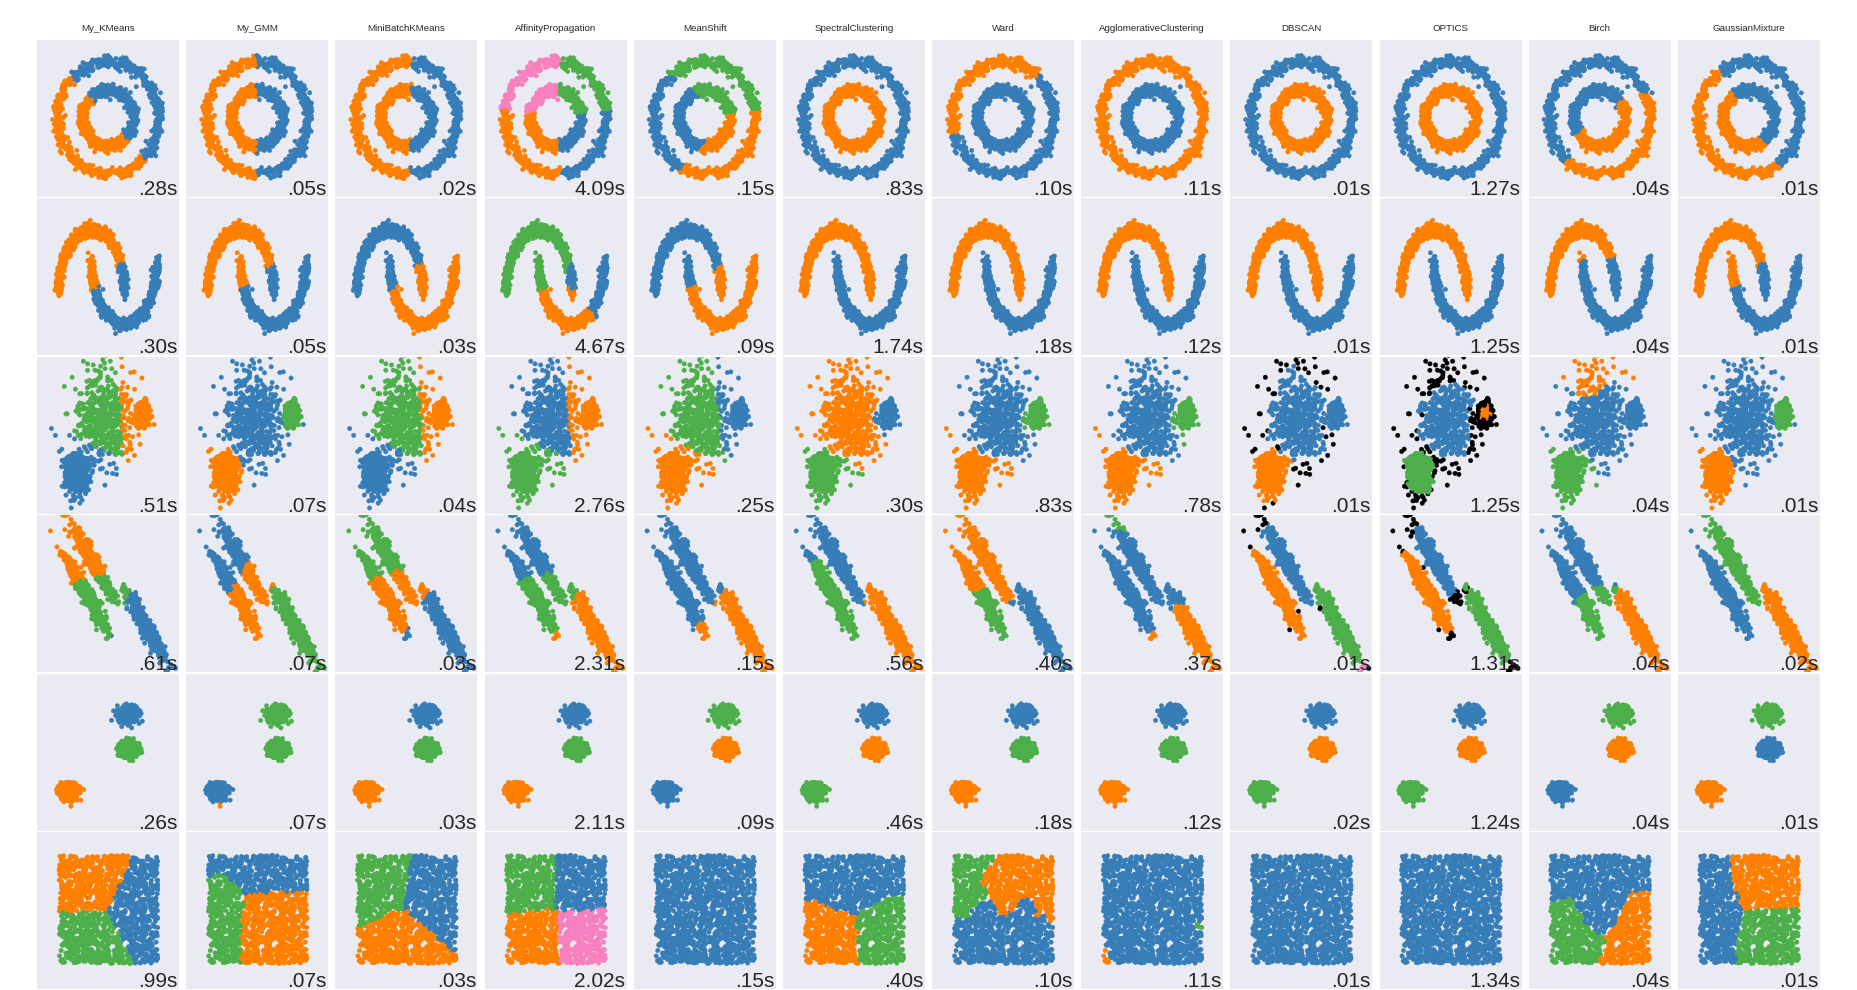 My_KMeans My_GMM MiniBatchKMeans AffinityPropagation MeanShift SpectralClustering Ward AgglomerativeClustering DBSCAN OPTICS Birch GaussianMixture
.28s .05s .02s 4.09s .15s .83s .10s .11s .01s 1.27s .04s .01s
.30s .05s .03s 4.67s .09s 1.74s .18s .12s .01s 1.25s .04s .01s
.51s .07s .04s 2.76s .25s .30s .83s .78s .01s 1.25s .04s .01s
.61s .07s .03s 2.31s .15s .56s .40s .37s .01s 1.31s .04s .02s
.26s .07s .03s 2.11s .09s .46s .18s .12s .02s 1.24s .04s .01s
.99s .07s .03s 2.02s .15s .40s .10s .11s .01s 1.34s .04s .01s